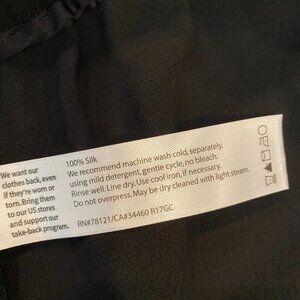 We want our
clothes back, even
if they're worn or
torn. Bring them
to our US stores
and support our
take-back program.
100% Silk
We recommend machine wash cold, separately,
using mild detergent, gentle cycle, no bleach.
Rinse well. Line dry. Use cool iron, if necessary.
Do not overpress. May be dry cleaned with light steam.
RN#78121/CA#34460 R17GC